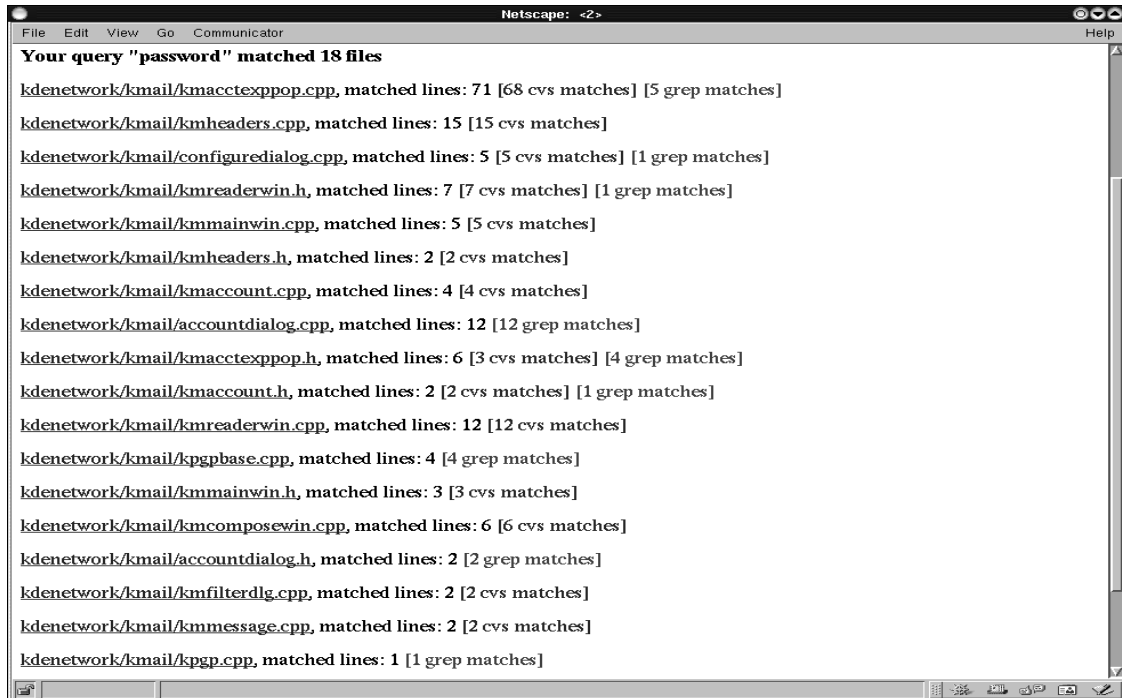 Netscape: <2>
File Edit View Go Communicator Help
Your query "password" matched 18 files
kdenetwork/kmail/kmacctexppop.cpp, matched lines: 71 [68 cvs matches] [5 grep matches]
kdenetwork/kmail/kmheaders.cpp, matched lines: 15 [15 cvs matches]
kdenetwork/kmail/configuredialog.cpp, matched lines: 5 [5 cvs matches] [1 grep matches]
kdenetwork/kmail/kmreaderwin.h, matched lines: 7 [7 cvs matches] [1 grep matches]
kdenetwork/kmail/kmmainwin.cpp, matched lines: 5 [5 cvs matches]
kdenetwork/kmail/kmheaders.h, matched lines: 2 [2 cvs matches]
kdenetwork/kmail/kmaccount.cpp, matched lines: 4 [4 cvs matches]
kdenetwork/kmail/accountdialog.cpp, matched lines: 12 [12 grep matches]
kdenetwork/kmail/kmacctexppop.h, matched lines: 6 [3 cvs matches] [4 grep matches]
kdenetwork/kmail/kmaccount.h, matched lines: 2 [2 cvs matches] [1 grep matches]
kdenetwork/kmail/kmreaderwin.cpp, matched lines: 12 [12 cvs matches]
kdenetwork/kmail/kpgpbase.cpp, matched lines: 4 [4 grep matches]
kdenetwork/kmail/kmmainwin.h, matched lines: 3 [3 cvs matches]
kdenetwork/kmail/kmcomposewin.cpp, matched lines: 6 [6 cvs matches]
kdenetwork/kmail/accountdialog.h, matched lines: 2 [2 grep matches]
kdenetwork/kmail/kmfilterdlg.cpp, matched lines: 2 [2 cvs matches]
kdenetwork/kmail/kmmessage.cpp, matched lines: 2 [2 cvs matches]
kdenetwork/kmail/kpgp.cpp, matched lines: 1 [1 grep matches]